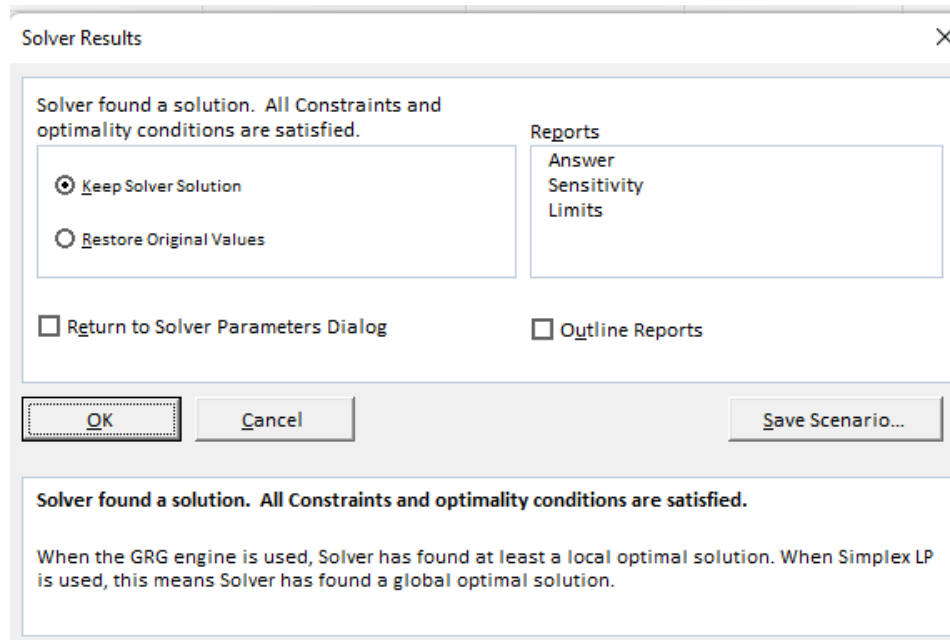 Solver Results
Solver found a solution.  All Constraints and
optimality conditions are satisfied.
Keep Solver Solution
Restore Original Values
Reports
Answer
Sensitivity
Limits
Return to Solver Parameters Dialog
Outline Reports
OK
Cancel
Save Scenario...
Solver found a solution.  All Constraints and optimality conditions are satisfied.
When the GRG engine is used, Solver has found at least a local optimal solution. When Simplex LP
is used, this means Solver has found a global optimal solution.